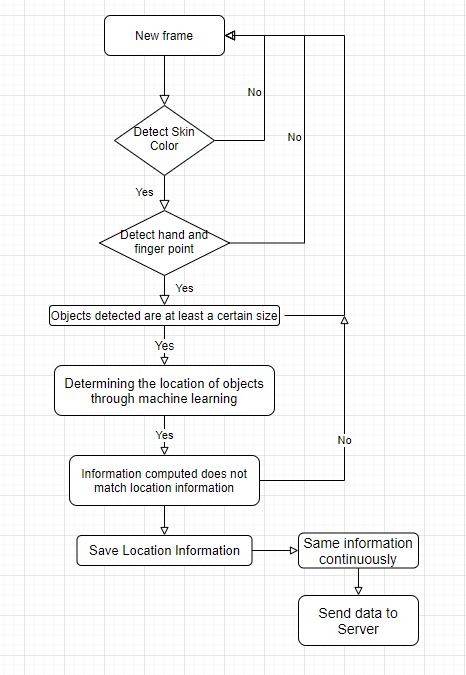 New frame
No
Detect Skin
Color
No
Yes
Detect hand and
finger point
Yes
Objects detected are at least a certain size
Yes
Determining the location of objects
through machine learning
Yes
No
Information computed does not
match location information
Save Location Information
Same information
continuously
Send data to
Server